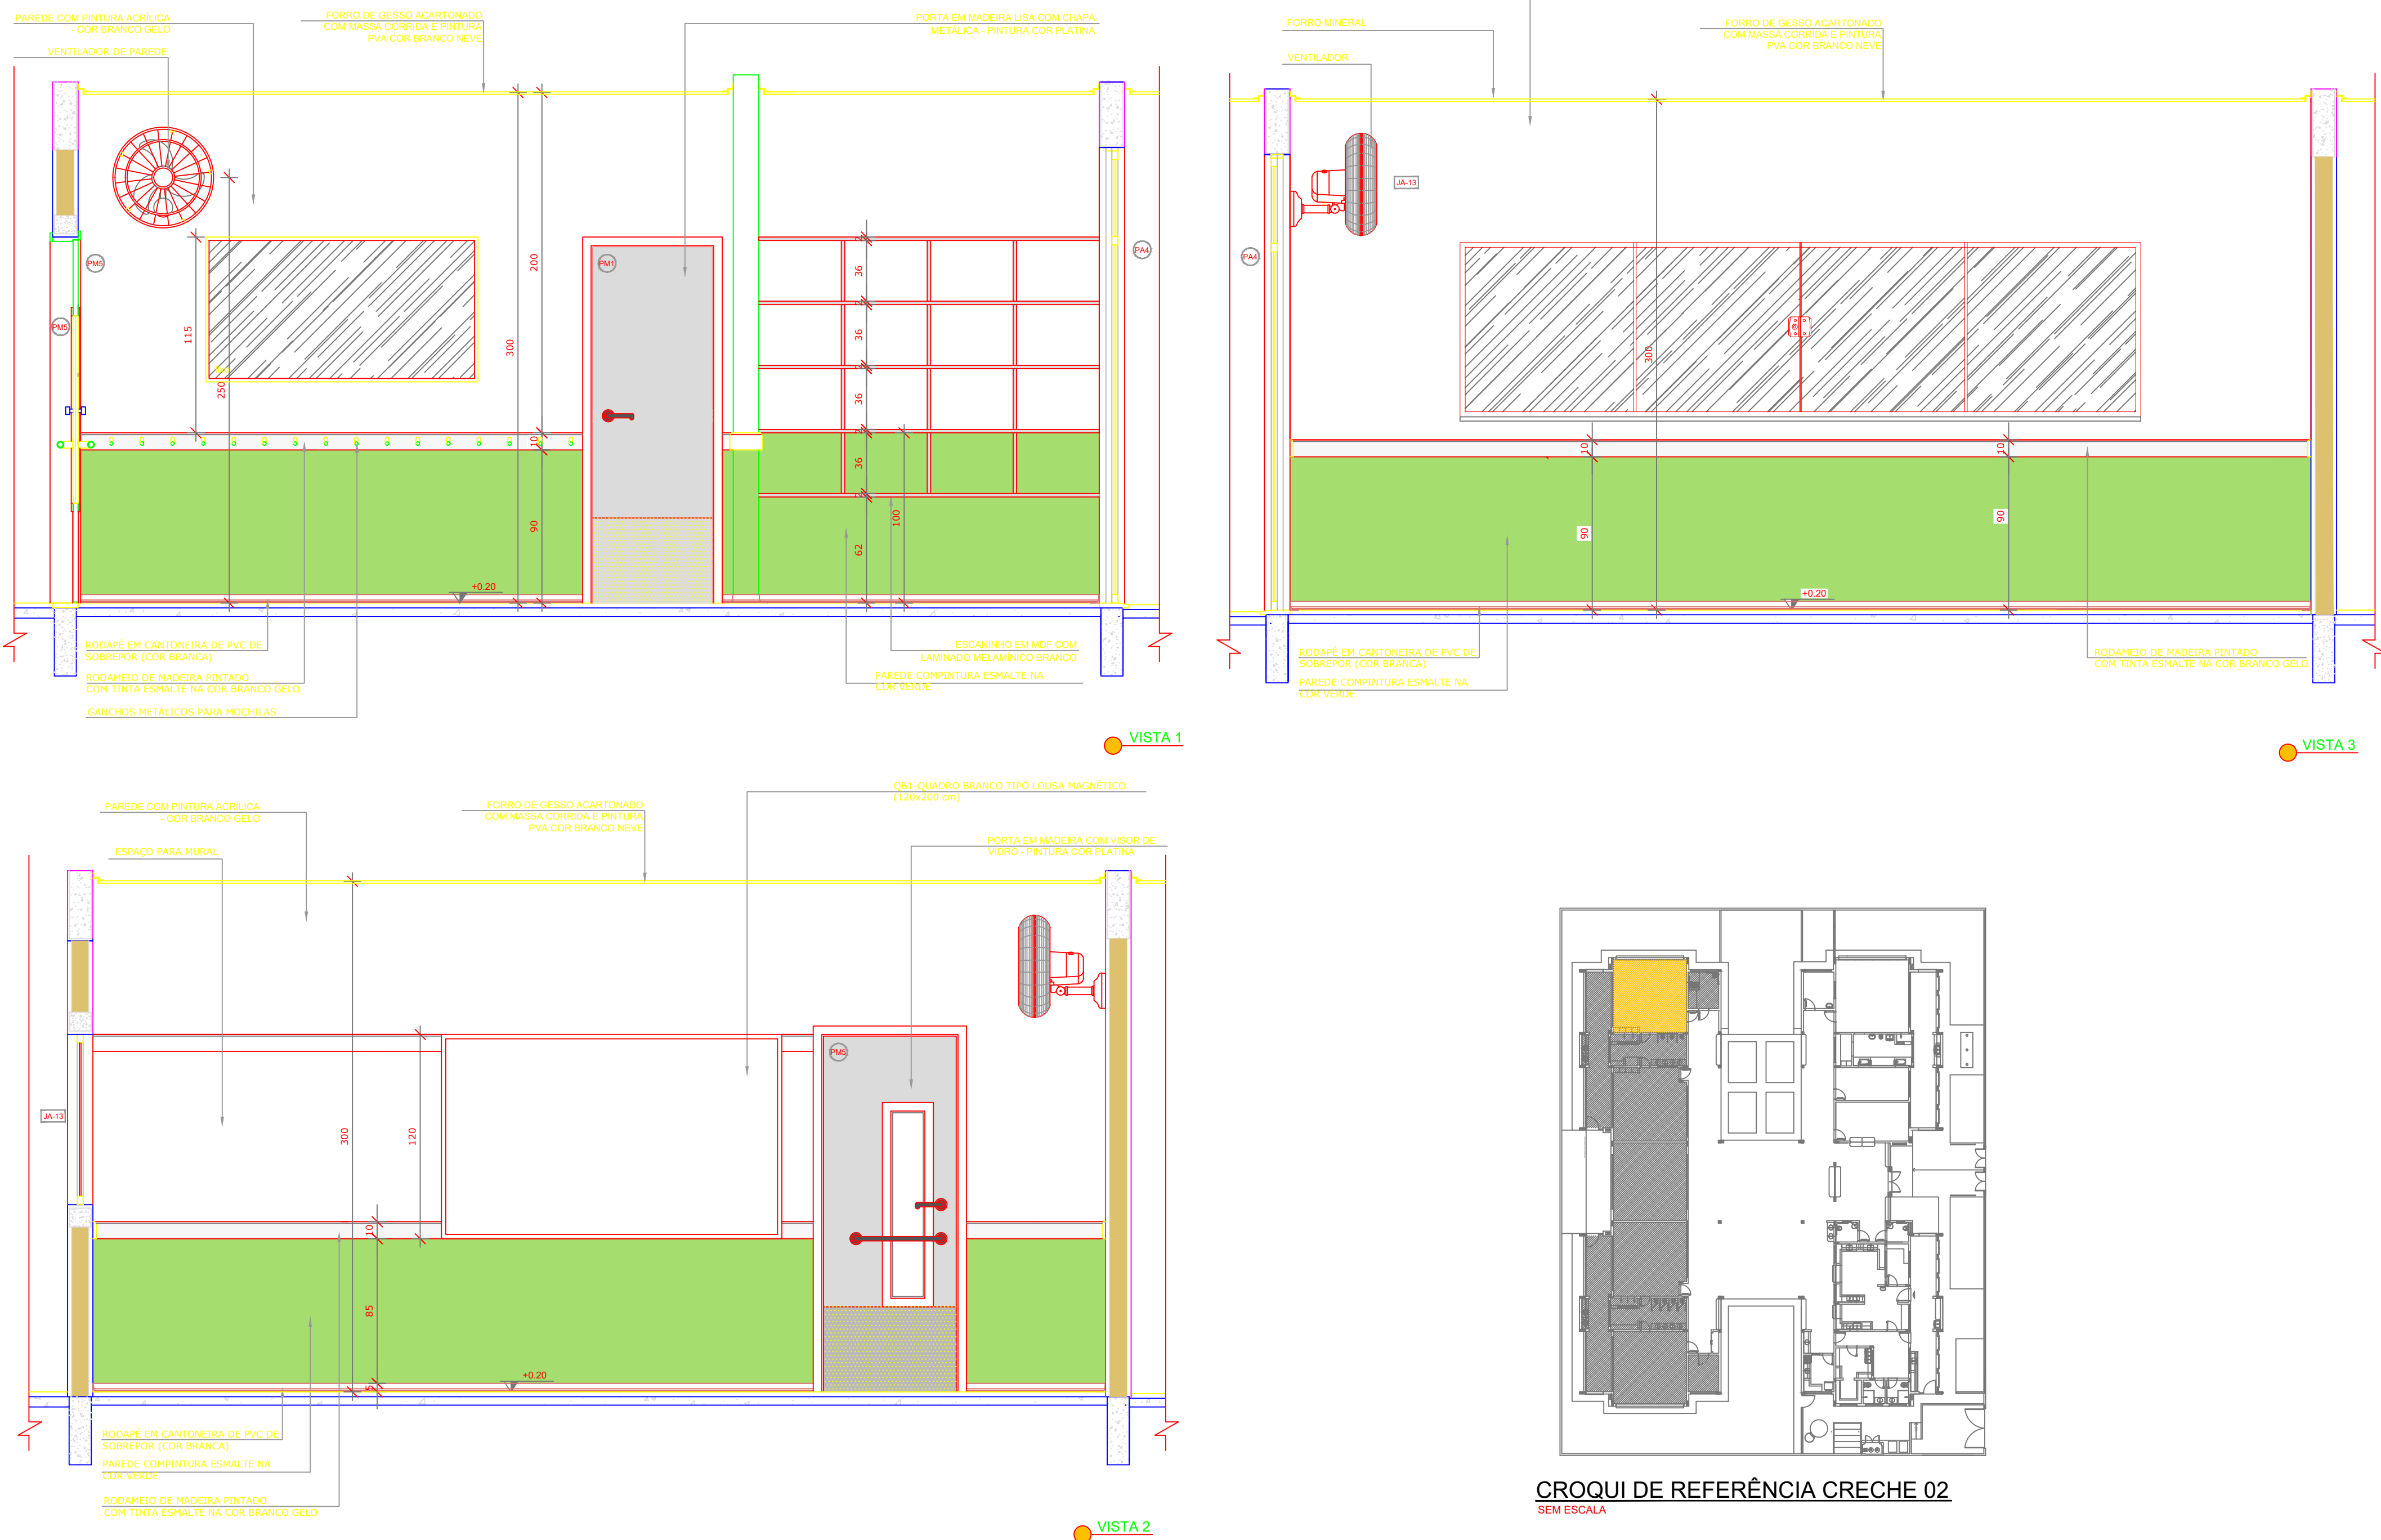 PAREDE COM PINTURA ACRÍLICA
- COR BRANCO GELO
VENTILADOR DE PAREDE
FORRO DE GESSO ACARTONADO
COM MASSA CORRIDA E PINTURA
PVA COR BRANCO NEVE
PORTA EM MADEIRA LISA COM CHAPA
METÁLICA - PINTURA COR PLATINA
PM5
PM5
PM1
PA4
115
250
300
200
10
90
2
36
2
36
2
36
2
36
2
62
100
+0.20
RODAPÉ EM CANTONEIRA DE PVC DE
SOBREPOR (COR BRANCA)
RODAMEIO DE MADEIRA PINTADO
COM TINTA ESMALTE NA COR BRANCO GELO
GANCHOS METÁLICOS PARA MOCHILAS
ESCANINHO EM MDF COM
LAMINADO MELAMÍNICO BRANCO
PAREDE COMPINTURA ESMALTE NA
COR VERDE
VISTA 1
FORRO MINERAL
VENTILADOR
FORRO DE GESSO ACARTONADO
COM MASSA CORRIDA E PINTURA
PVA COR BRANCO NEVE
JA-13
PA4
300
10
10
90
90
+0.20
RODAPÉ EM CANTONEIRA DE PVC DE
SOBREPOR (COR BRANCA)
PAREDE COMPINTURA ESMALTE NA
COR VERDE
RODAMEIO DE MADEIRA PINTADO
COM TINTA ESMALTE NA COR BRANCO GELO
VISTA 3
PAREDE COM PINTURA ACRÍLICA
- COR BRANCO GELO
ESPAÇO PARA MURAL
FORRO DE GESSO ACARTONADO
COM MASSA CORRIDA E PINTURA
PVA COR BRANCO NEVE
QB1-QUADRO BRANCO TIPO LOUSA MAGNÉTICO
(120x200 cm)
PORTA EM MADEIRA COM VISOR DE
VIDRO - PINTURA COR PLATINA
PM5
JA-13
300
120
10
85
5
+0.20
RODAPÉ EM CANTONEIRA DE PVC DE
SOBREPOR (COR BRANCA)
PAREDE COMPINTURA ESMALTE NA
COR VERDE
RODAMEIO DE MADEIRA PINTADO
COM TINTA ESMALTE NA COR BRANCO GELO
VISTA 2
CROQUI DE REFERÊNCIA CRECHE 02
SEM ESCALA